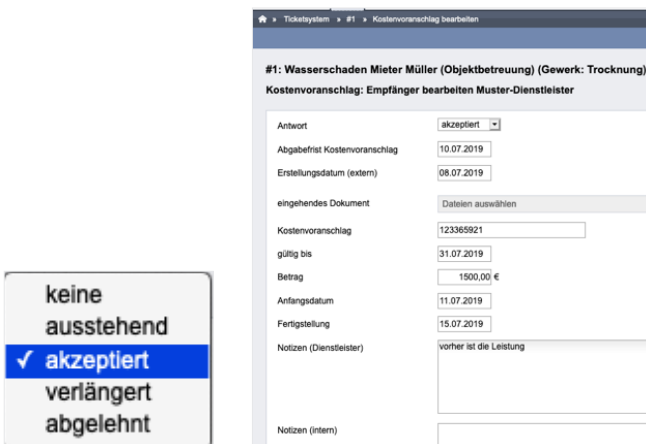 Ticketsystem » #1 » Kostenvoranschlag bearbeiten
#1: Wasserschaden Mieter Müller (Objektbetreuung) (Gewerk: Trocknung)
Kostenvoranschlag: Empfänger bearbeiten Muster-Dienstleister
Antwort akzeptiert
Abgabefrist Kostenvoranschlag 10.07.2019
Erstellungsdatum (extern) 08.07.2019
eingehendes Dokument Dateien auswählen
Kostenvoranschlag 123365921
gültig bis 31.07.2019
Betrag 1500,00 €
Anfangsdatum 11.07.2019
Fertigstellung 15.07.2019
Notizen (Dienstleister) vorher ist die Leistung
Notizen (intern)
keine
ausstehend
✓ akzeptiert
verlängert
abgelehnt